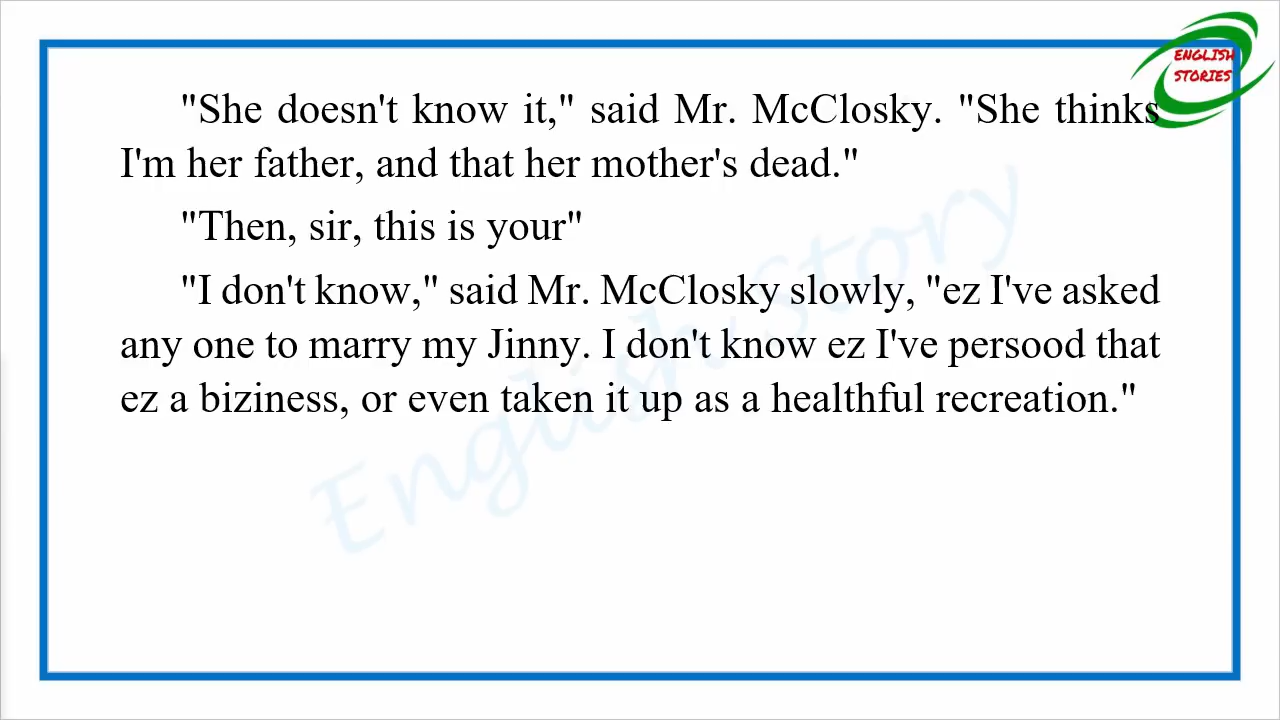 ENGLISH
STORIES
"She doesn't know it," said Mr. McClosky. "She thinks
I'm her father, and that her mother's dead."
"Then, sir, this is your"
"I don't know," said Mr. McClosky slowly, "ez I've asked
any one to marry my Jinny. I don't know ez I've persood that
ez a biziness, or even taken it up as a healthful recreation."
English Story